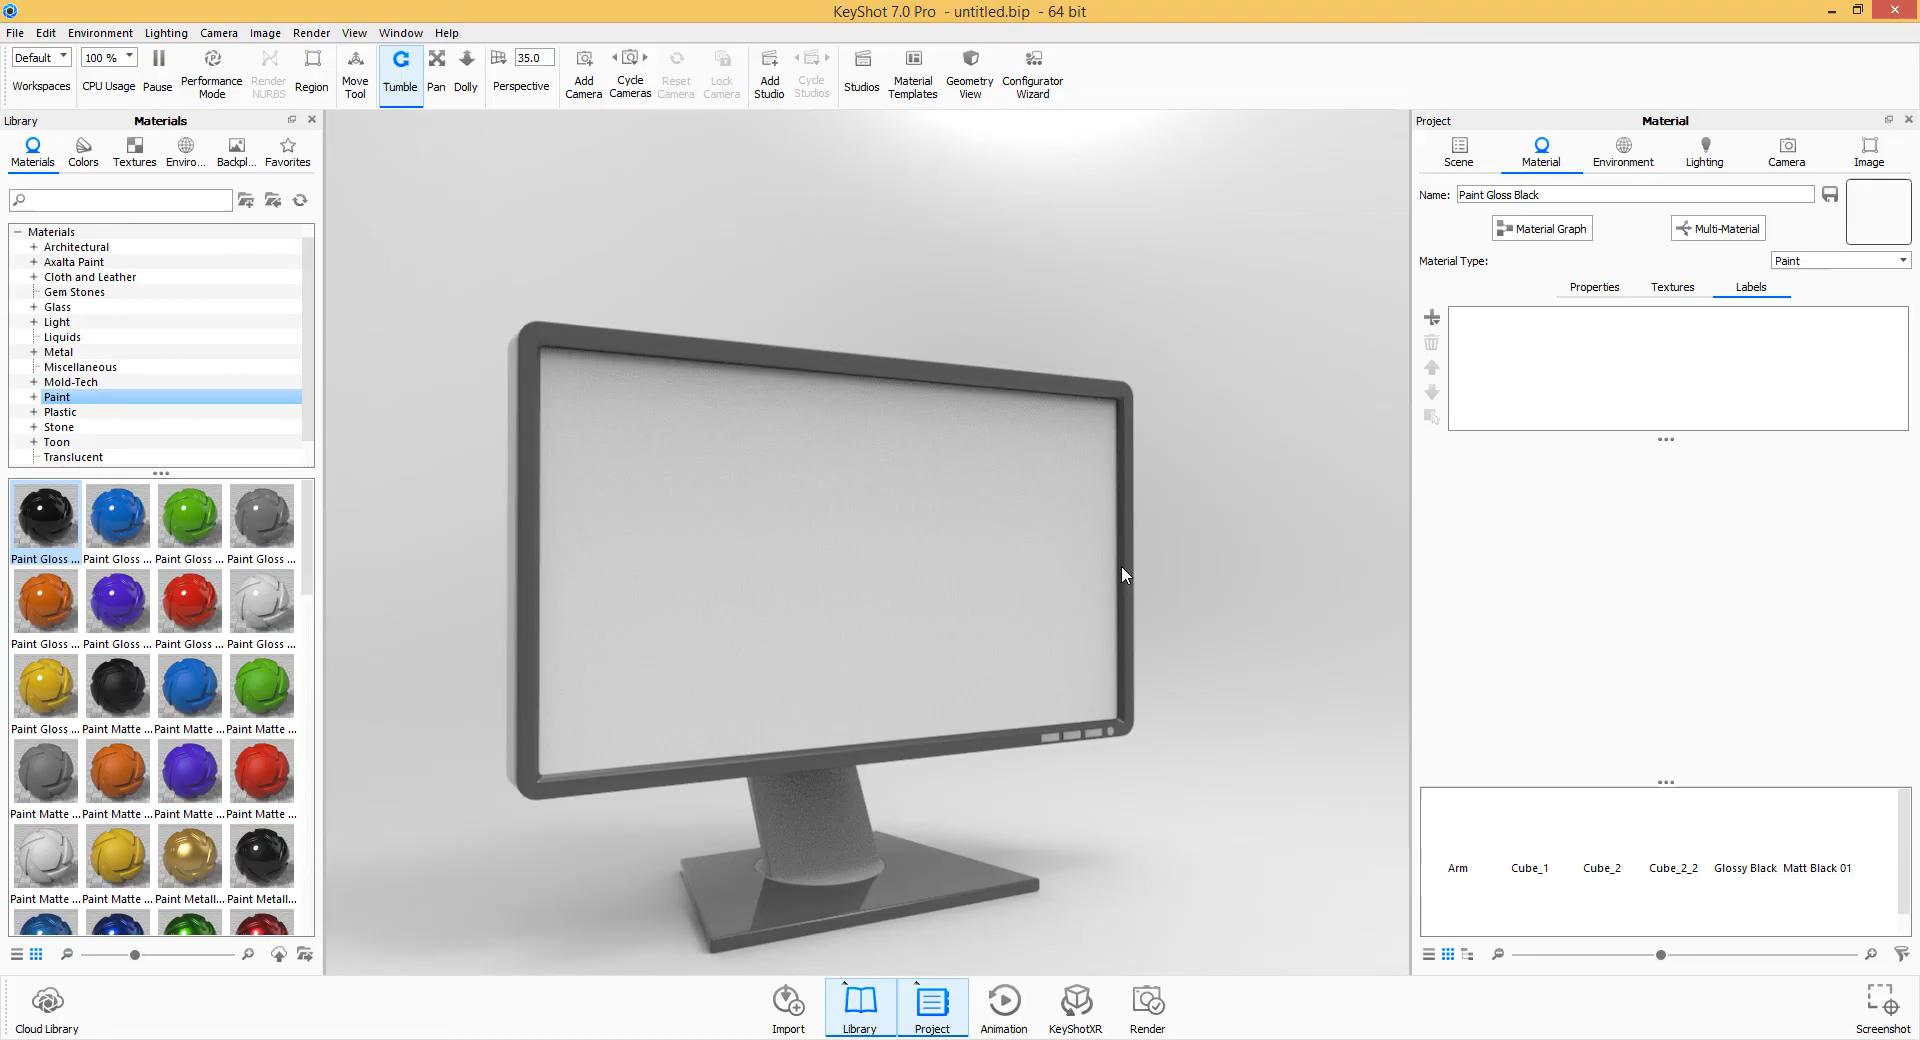 KeyShot 7.0 Pro - untitled.bip - 64 bit
File Edit Environment Lighting Camera Image Render View Window Help
Default 100 % 35.0
Workspaces CPU Usage Pause Performance Mode Render NURBS Region Move Tool Tumble Pan Dolly Perspective Add Camera Cycle Cameras Reset Camera Lock Camera Add Studio Cycle Studios Studios Material Templates Geometry View Configurator Wizard
Library Materials
Materials Colors Textures Enviro... Backpl... Favorites
Materials
Architectural
Axalta Paint
Cloth and Leather
Gem Stones
Glass
Light
Liquids
Metal
Miscellaneous
Mold-Tech
Paint
Plastic
Stone
Toon
Translucent
Paint Gloss ... Paint Gloss ... Paint Gloss ... Paint Gloss ...
Paint Gloss ... Paint Gloss ... Paint Gloss ... Paint Gloss ...
Paint Gloss ... Paint Matte ... Paint Matte ... Paint Matte ...
Paint Matte ... Paint Matte ... Paint Matte ... Paint Matte ...
Paint Matte ... Paint Matte ... Paint Metall... Paint Metall...
Project Material
Scene Material Environment Lighting Camera Image
Name: Paint Gloss Black
Material Graph Multi-Material
Material Type: Paint
Properties Textures Labels
Arm Cube_1 Cube_2 Cube_2_2 Glossy Black Matt Black 01
Cloud Library Import Library Project Animation KeyShotXR Render Screenshot